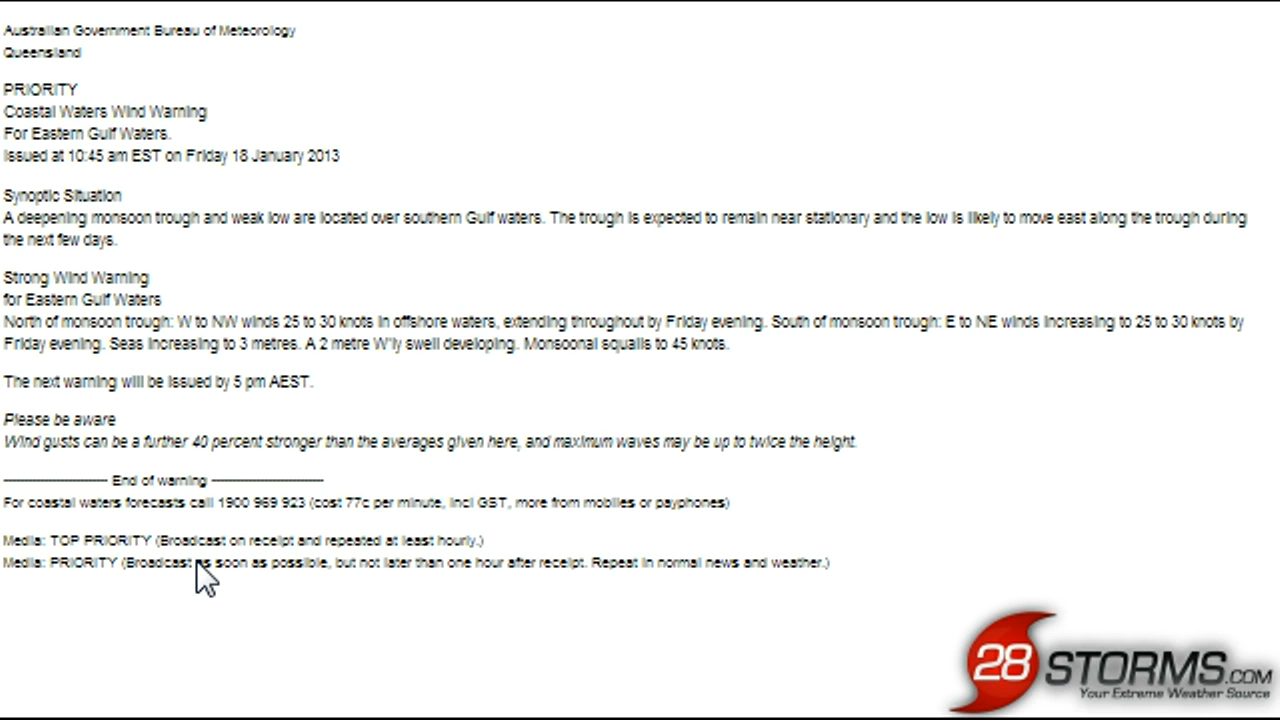 Australian Government Bureau of Meteorology
Queensland
PRIORITY
Coastal Waters Wind Warning
For Eastern Gulf Waters.
Issued at 10:45 am EST on Friday 18 January 2013
Synoptic Situation
A deepening monsoon trough and weak low are located over southern Gulf waters. The trough is expected to remain near stationary and the low is likely to move east along the trough during
the next few days.
Strong Wind Warning
for Eastern Gulf Waters
North of monsoon trough: W to NW winds 25 to 30 knots in offshore waters, extending throughout by Friday evening. South of monsoon trough: E to NE winds increasing to 25 to 30 knots by
Friday evening. Seas increasing to 3 metres. A 2 metre W'ly swell developing. Monsoonal squalls to 45 knots.
The next warning will be issued by 5 pm AEST.
Please be aware
Wind gusts can be a further 40 percent stronger than the averages given here, and maximum waves may be up to twice the height.
------------------------- End of warning ---------------------------
For coastal waters forecasts call 1900 969 923 (cost 77c per minute, incl GST, more from mobiles or payphones)
Media: TOP PRIORITY (Broadcast on receipt and repeated at least hourly.)
Media: PRIORITY (Broadcast as soon as possible, but not later than one hour after receipt. Repeat in normal news and weather.)
28 STORMS.COM
Your Extreme Weather Source